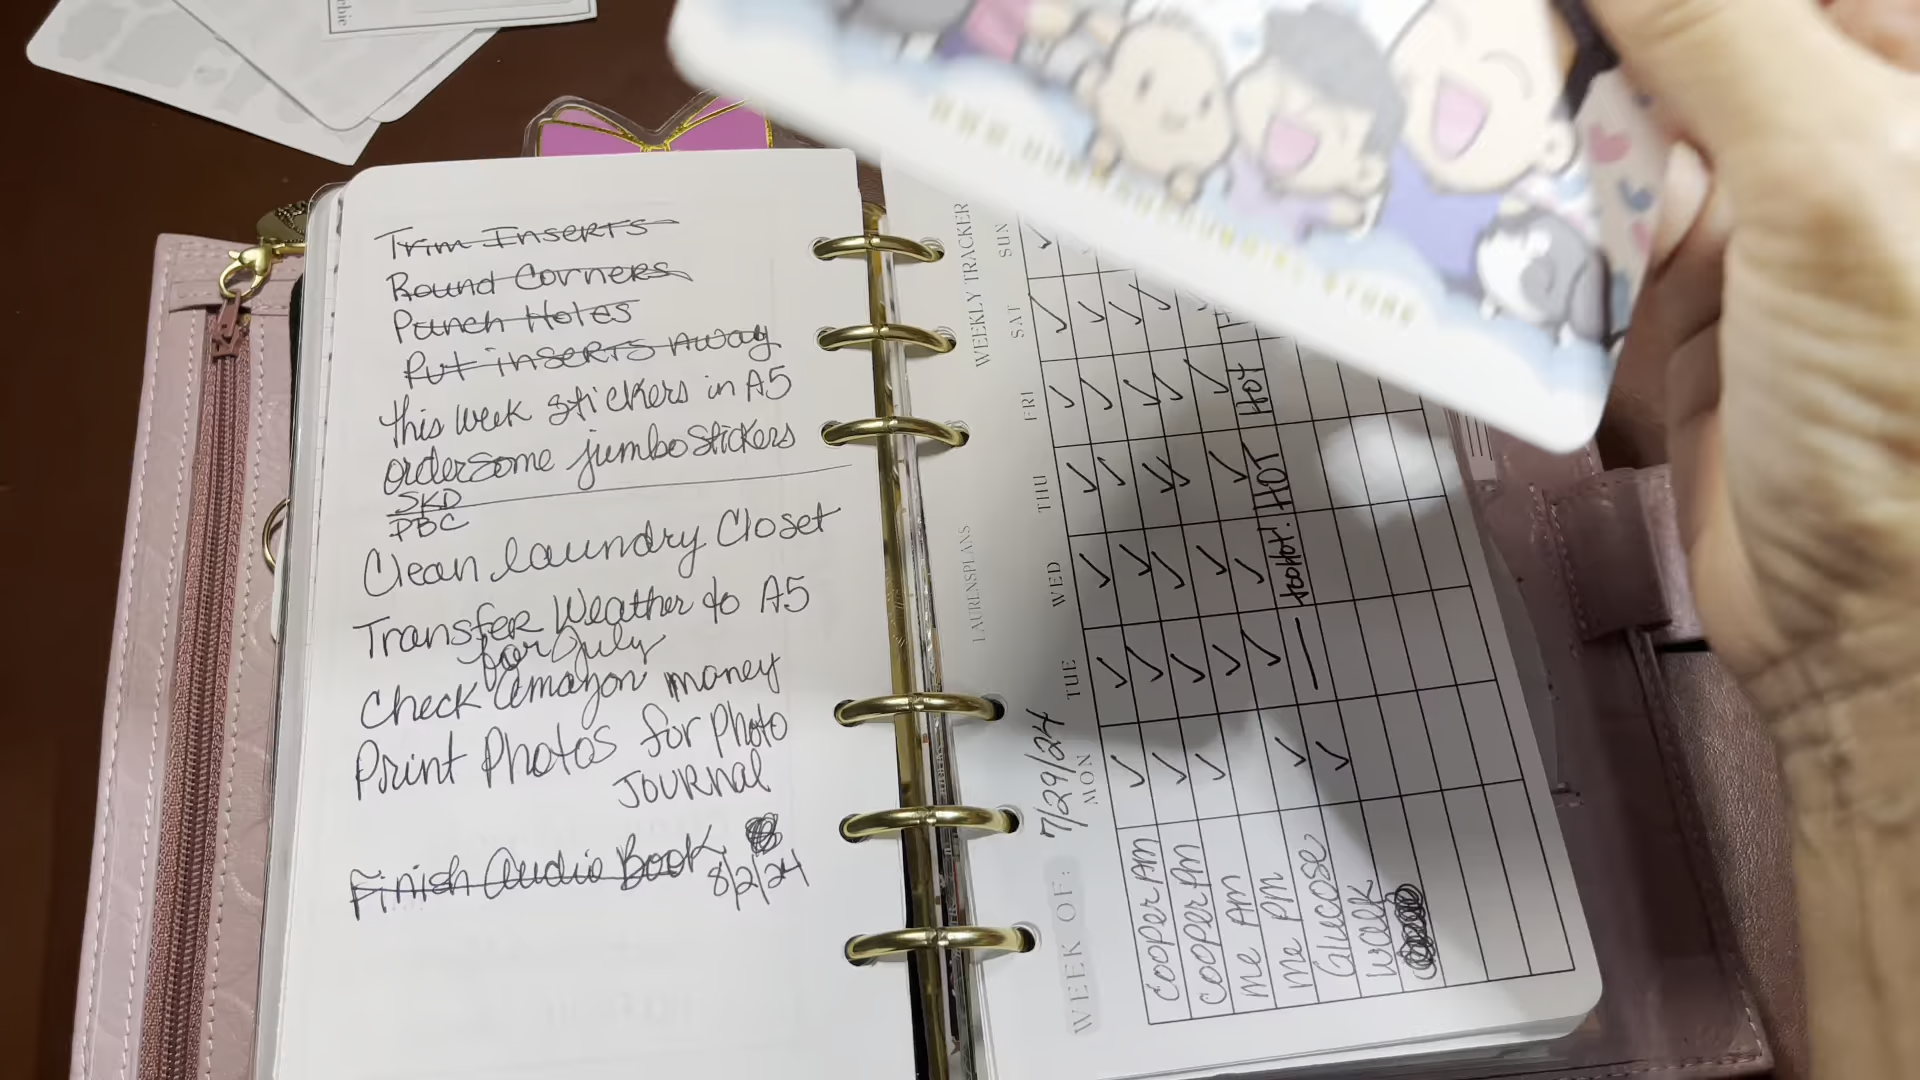 Trim Inserts
Round Corners
Punch Holes
Put inserts Away
this week stickers in A5
order some jumbo stickers
SKD
PBC
Clean laundry Closet
Transfer Weather to A5
for July
Check Amazon money
Print Photos for Photo
JOURNAL
Finish Audio Book
8/2/24
WEEKLY TRACKER
LAURENSPLANS
WEEK OF: 7/29/24
MON TUE WED THU FRI SAT SUN
Cooper AM
Cooper PM
me AM
me PM
Glucose
Walk
too Hot! HOT HOT
.STORE